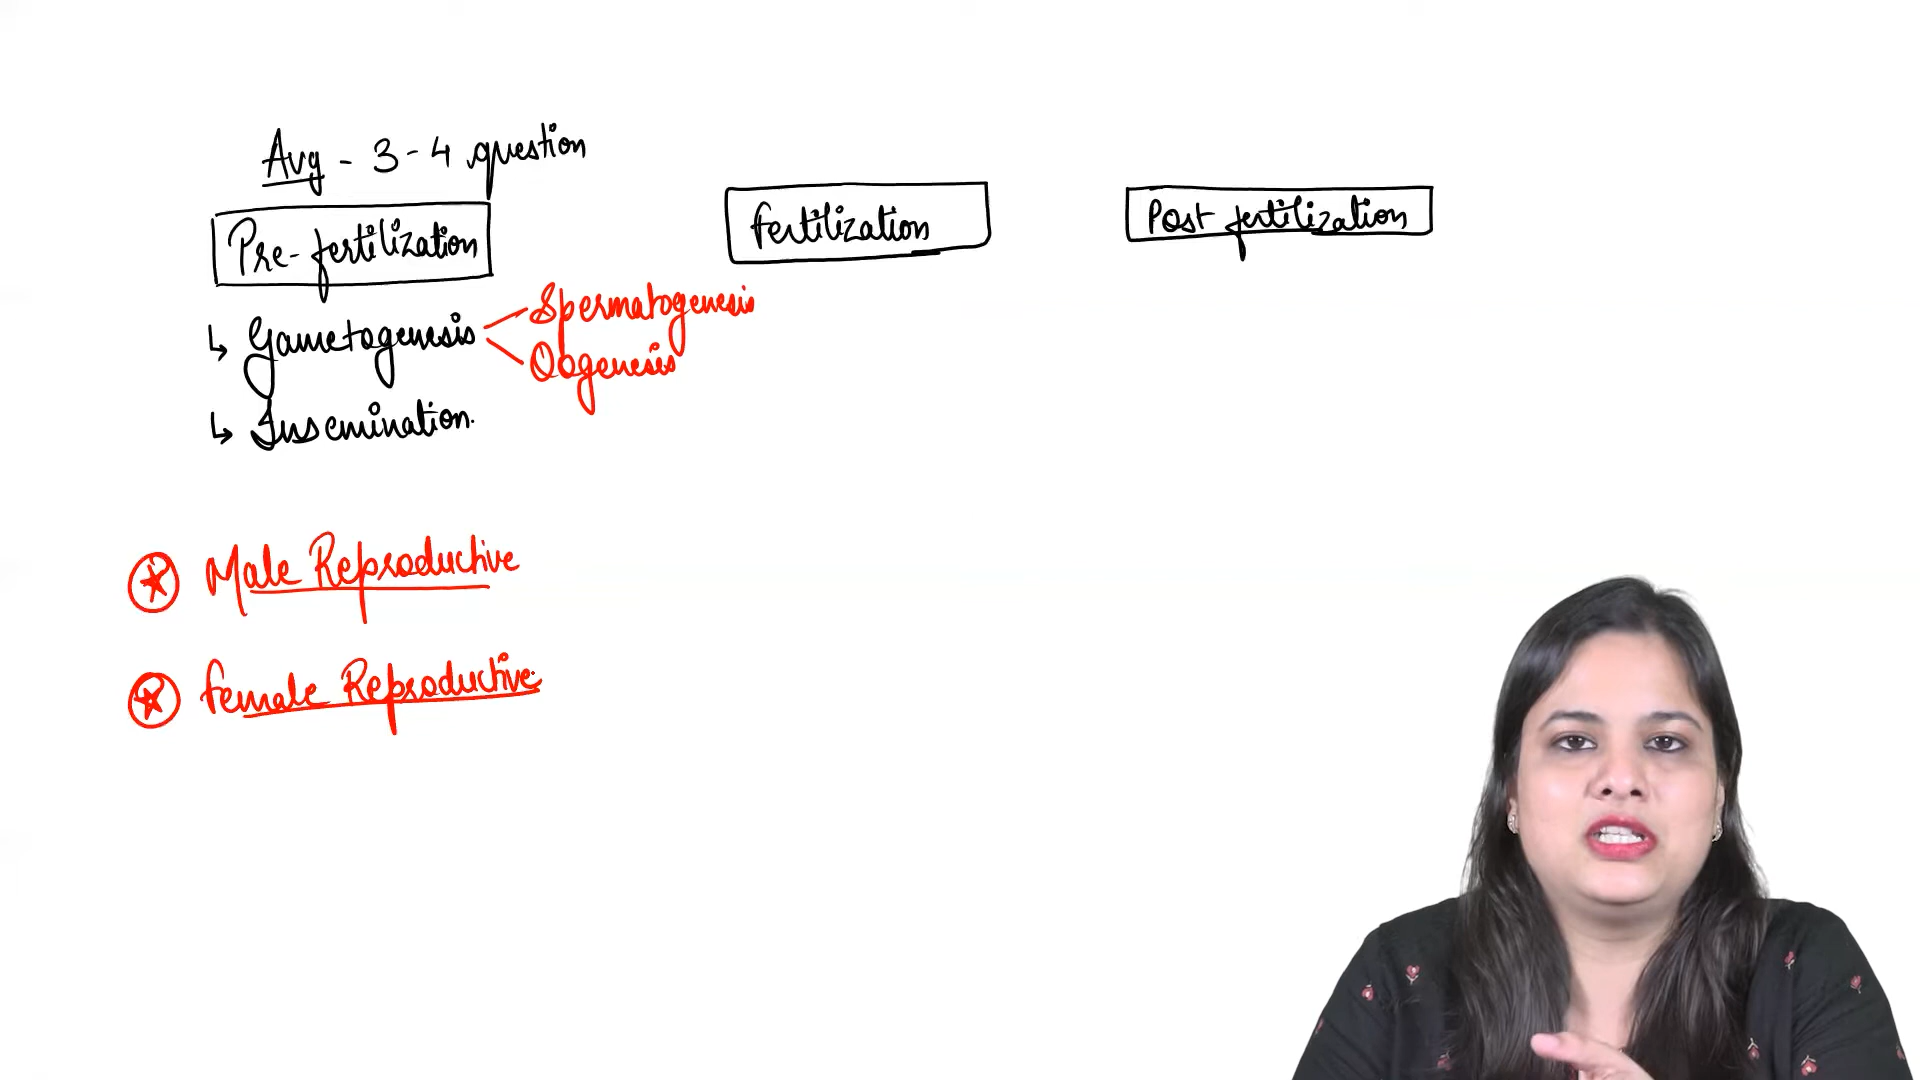 Avg - 3-4 question
Pre-fertilization
Fertilization
Post fertilization
↳ Gametogenesis
Spermatogenesis
Oogenesis
↳ Insemination.
Male Reproductive
Female Reproductive.